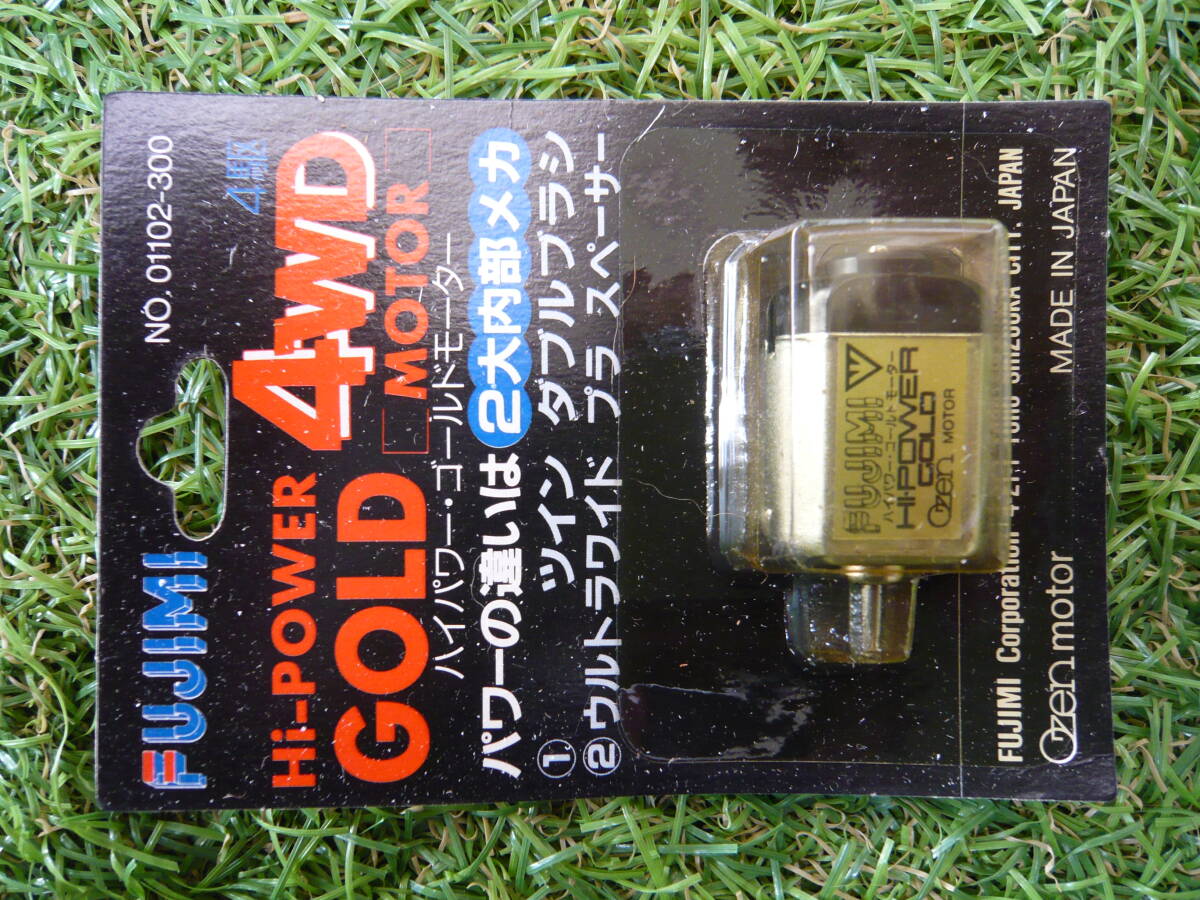 FUJIMI
NO, 01102-300
4駆
Hi-POWER 4WD
GOLD MOTOR
ハイパワー・ゴールドモーター
パワーの違いは2大内部メカ
① ツイン ダブルブラシ
② ウルトラワイド プラ スペーサー
FUJIMI
ハイパワー・ゴールドモーター
Hi-POWER
GOLD
Ozen MOTOR
FUJIMI Corporation CITY. JAPAN
Ozen motor MADE IN JAPAN